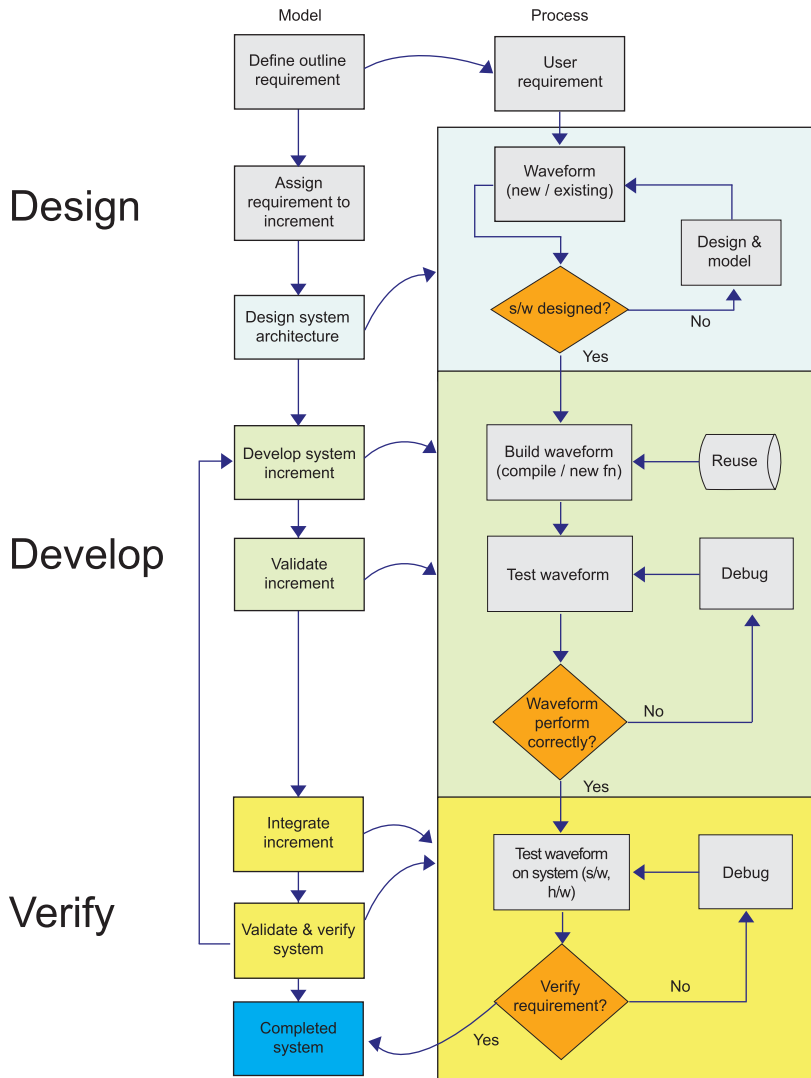 Model
Process
Define outline
requirement
User
requirement
Design
Assign
requirement to
increment
Waveform
(new / existing)
Design &
model
Design system
architecture
s/w designed?
No
Yes
Develop
Develop system
increment
Build waveform
(compile / new fn)
Reuse
Validate
increment
Test waveform
Debug
Waveform
perform
correctly?
No
Yes
Verify
Integrate
increment
Test waveform
on system (s/w,
h/w)
Debug
Validate & verify
system
Verify
requirement?
No
Yes
Completed
system